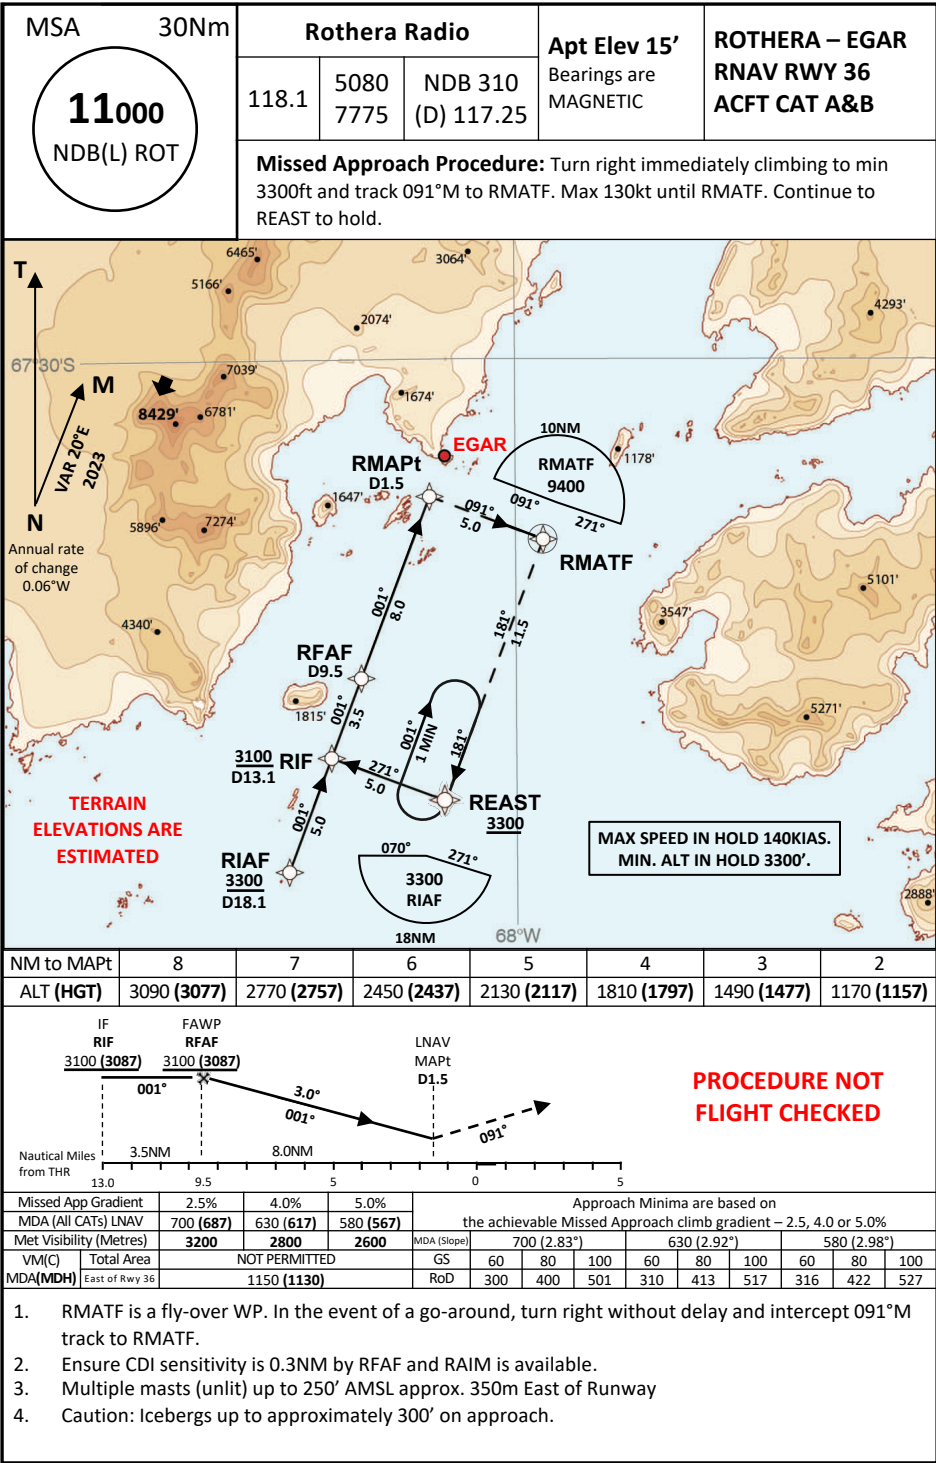 MSA 30Nm
11000
NDB(L) ROT
Rothera Radio
118.1
5080
7775
NDB 310
(D) 117.25
Apt Elev 15’
Bearings are
MAGNETIC
ROTHERA – EGAR
RNAV RWY 36
ACFT CAT A&B
Missed Approach Procedure: Turn right immediately climbing to min
3300ft and track 091°M to RMATF. Max 130kt until RMATF. Continue to
REAST to hold.
T
M
VAR 20°E
2023
N
Annual rate
of change
0.06°W
67°30'S
6465'
5166'
3064'
2074'
4293'
7039'
8429'
6781'
1674'
EGAR
10NM
RMATF
9400
091°
271°
1178'
RMAPt
D1.5
1647'
5896'
7274'
091°
5.0
RMATF
5101'
3547'
001°
8.0
181°
11.5
4340'
RFAF
D9.5
1815'
001°
3.5
001°
1 MIN
181°
5271'
3100
D13.1
RIF
271°
5.0
REAST
3300
TERRAIN
ELEVATIONS ARE
ESTIMATED
001°
5.0
MAX SPEED IN HOLD 140KIAS.
MIN. ALT IN HOLD 3300’.
RIAF
3300
D18.1
070°
271°
3300
RIAF
18NM
68°W
2888'
NM to MAPt 8 7 6 5 4 3 2
ALT (HGT) 3090 (3077) 2770 (2757) 2450 (2437) 2130 (2117) 1810 (1797) 1490 (1477) 1170 (1157)
IF
RIF
3100 (3087)
FAWP
RFAF
3100 (3087)
LNAV
MAPt
D1.5
001°
3.0°
001°
091°
PROCEDURE NOT
FLIGHT CHECKED
Nautical Miles
from THR
3.5NM 8.0NM
13.0 9.5 5 0 5
Missed App Gradient 2.5% 4.0% 5.0%
MDA (All CATs) LNAV 700 (687) 630 (617) 580 (567)
Met Visibility (Metres) 3200 2800 2600
Approach Minima are based on
the achievable Missed Approach climb gradient – 2.5, 4.0 or 5.0%
MDA (Slope) 700 (2.83°) 630 (2.92°) 580 (2.98°)
VM(C)
MDA(MDH)
Total Area NOT PERMITTED
East of Rwy 36 1150 (1130)
GS 60 80 100 60 80 100 60 80 100
RoD 300 400 501 310 413 517 316 422 527
1. RMATF is a fly-over WP. In the event of a go-around, turn right without delay and intercept 091°M
track to RMATF.
2. Ensure CDI sensitivity is 0.3NM by RFAF and RAIM is available.
3. Multiple masts (unlit) up to 250’ AMSL approx. 350m East of Runway
4. Caution: Icebergs up to approximately 300’ on approach.